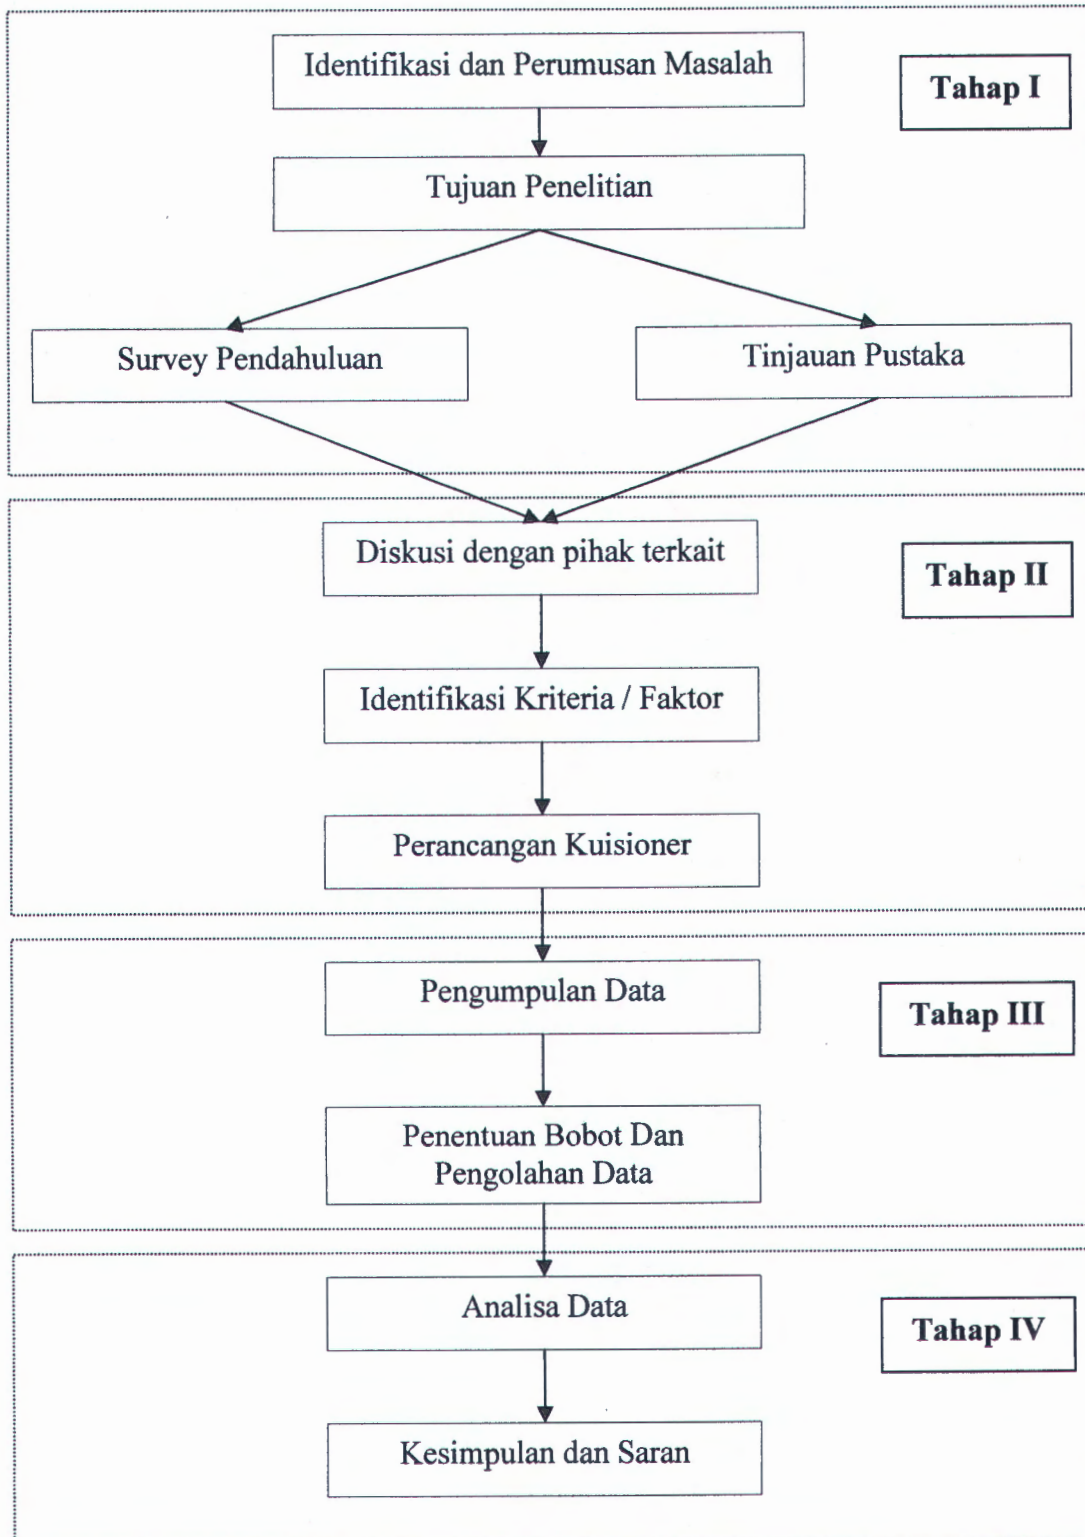 Identifikasi dan Perumusan Masalah
Tahap I
Tujuan Penelitian
Survey Pendahuluan
Tinjauan Pustaka
Diskusi dengan pihak terkait
Tahap II
Identifikasi Kriteria / Faktor
Perancangan Kuisioner
Pengumpulan Data
Tahap III
Penentuan Bobot Dan
Pengolahan Data
Analisa Data
Tahap IV
Kesimpulan dan Saran